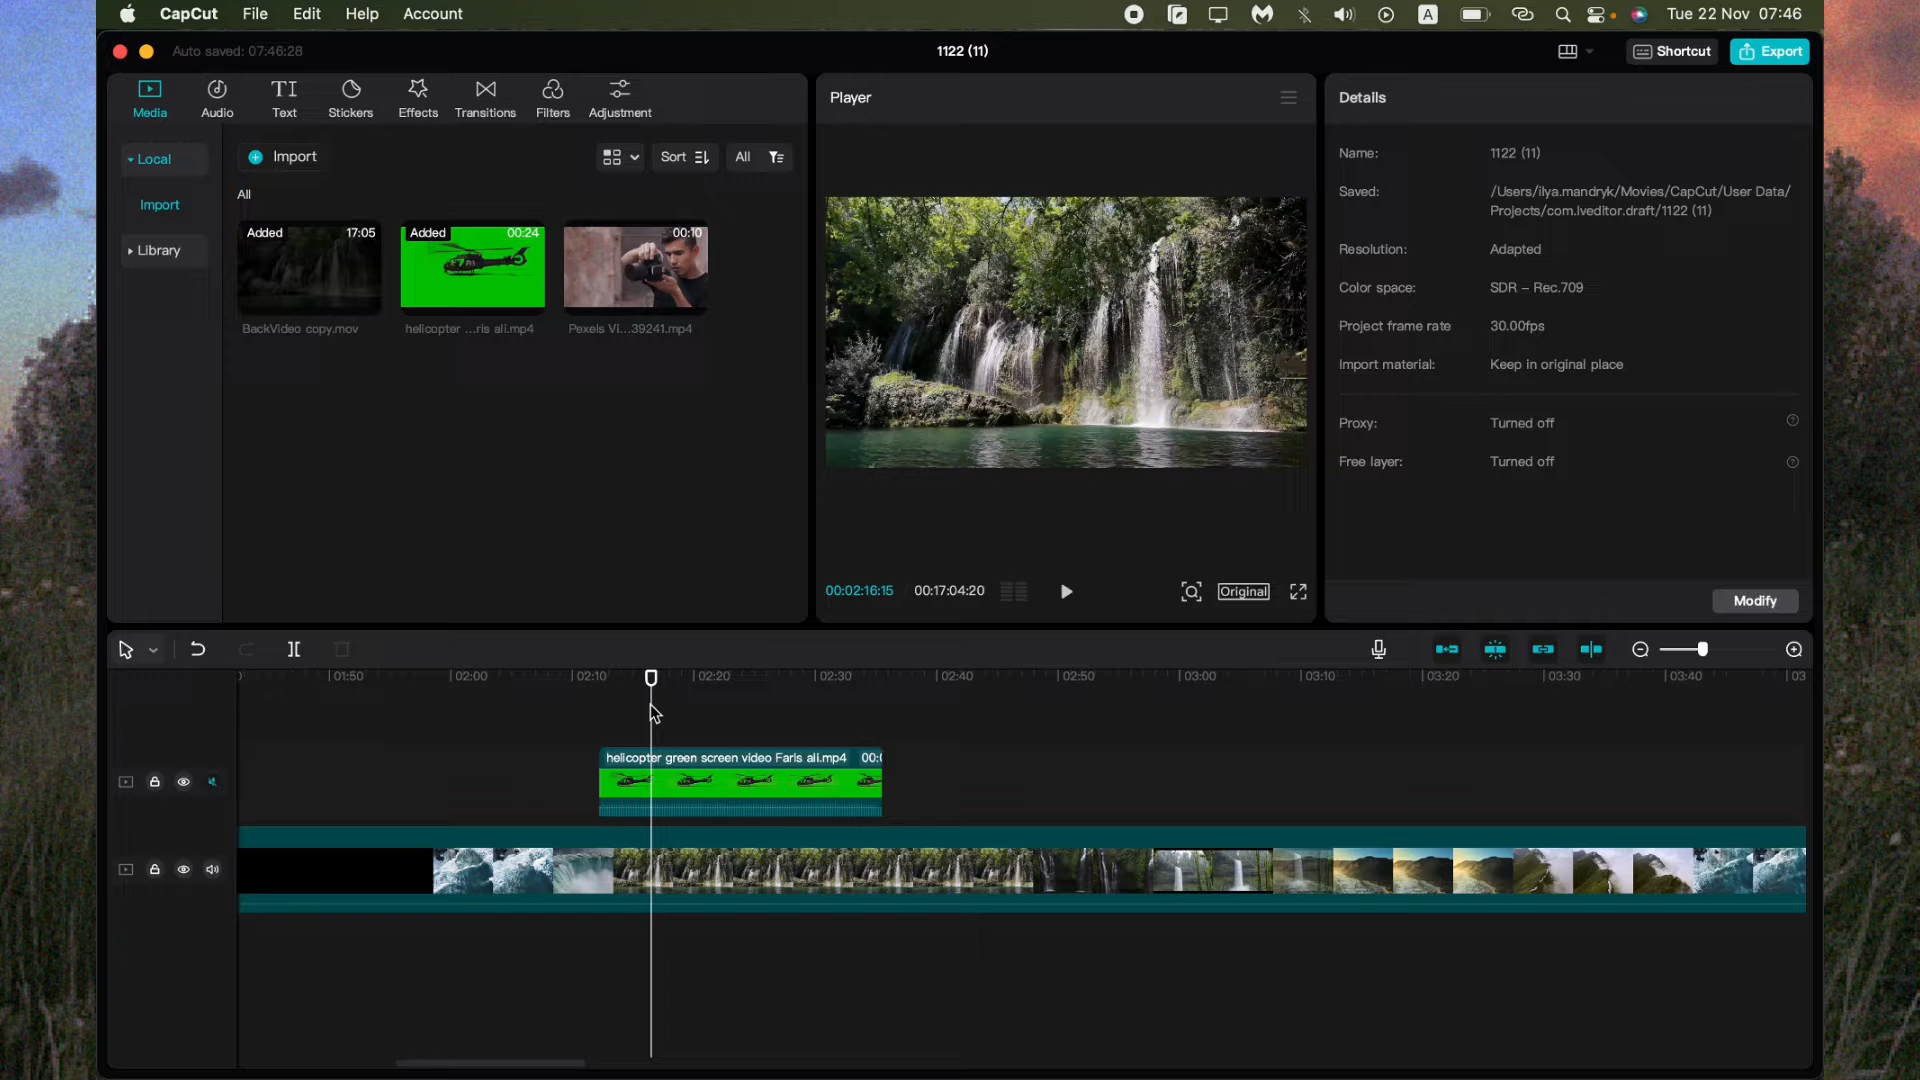 CapCut File Edit Help Account
A
Tue 22 Nov 07:46
Auto saved: 07:46:28
1122 (11)
Shortcut
Export
Media
Audio
Text
Stickers
Effects
Transitions
Filters
Adjustment
Local
Import
Library
Import
Sort
All
All
Added 17:05
BackVideo copy.mov
Added 00:24
helicopter ...ris ali.mp4
00:10
Pexels Vi...39241.mp4
Player
00:02:16:15 00:17:04:20
Original
Details
Name: 1122 (11)
Saved: /Users/ilya.mandryk/Movies/CapCut/User Data/
Projects/com.lveditor.draft/1122 (11)
Resolution: Adapted
Color space: SDR – Rec.709
Project frame rate 30.00fps
Import material: Keep in original place
Proxy: Turned off
Free layer: Turned off
Modify
01:50 02:00 02:10 02:20 02:30 02:40 02:50 03:00 03:10 03:20 03:30 03:40 03
helicopter green screen video Faris ali.mp4